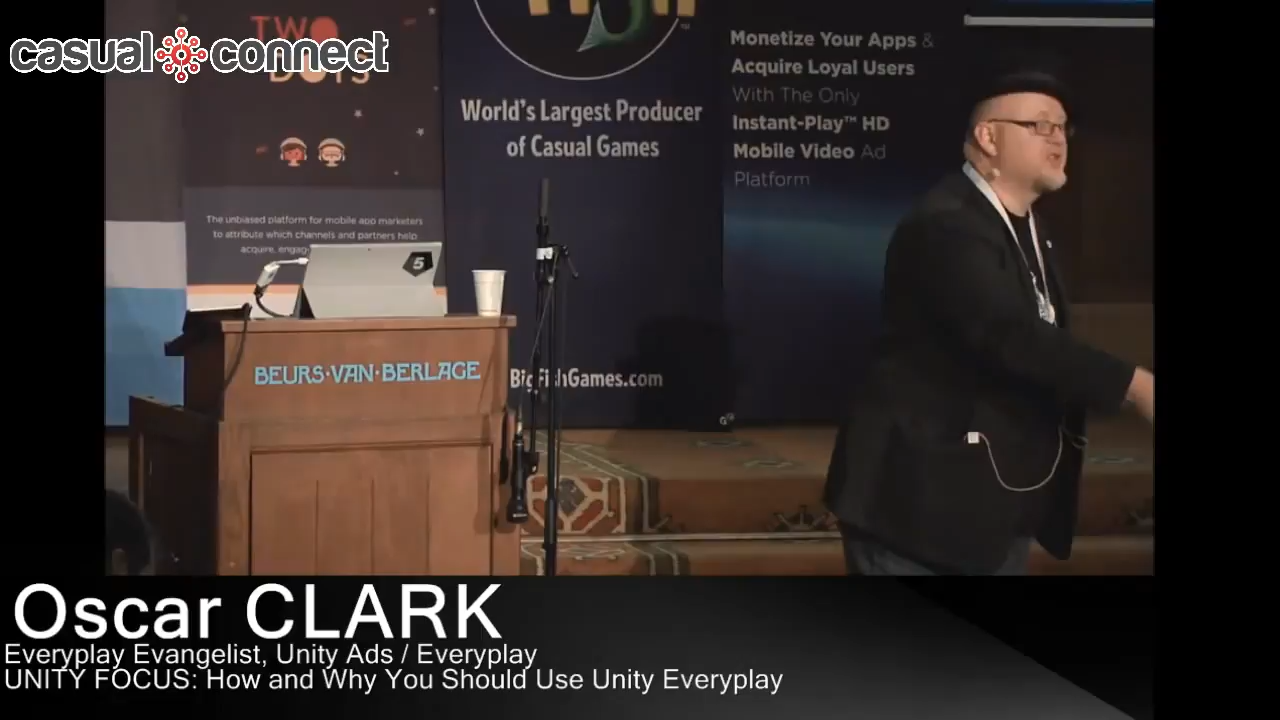 casual connect
TWO
DOTS
The unbiased platform for mobile app marketers
to attribute which channels and partners help
acquire, engage
World's Largest Producer
of Casual Games
BigFishGames.com
Monetize Your Apps &
Acquire Loyal Users
With The Only
Instant-Play™ HD
Mobile Video Ad
Platform
5
BEURS·VAN·BERLAGE
Oscar CLARK
Everyplay Evangelist, Unity Ads / Everyplay
UNITY FOCUS: How and Why You Should Use Unity Everyplay